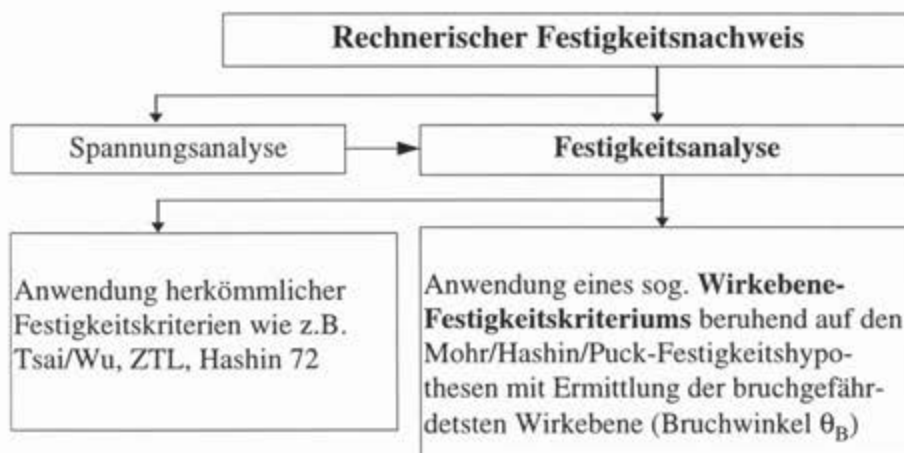 Rechnerischer Festigkeitsnachweis
Spannungsanalyse
Festigkeitsanalyse
Anwendung herkömmlicher
Festigkeitskriterien wie z.B.
Tsai/Wu, ZTL, Hashin 72
Anwendung eines sog. Wirkebene-
Festigkeitskriteriums beruhend auf den
Mohr/Hashin/Puck-Festigkeitshypo-
thesen mit Ermittlung der bruchgefähr-
detsten Wirkebene (Bruchwinkel θB)